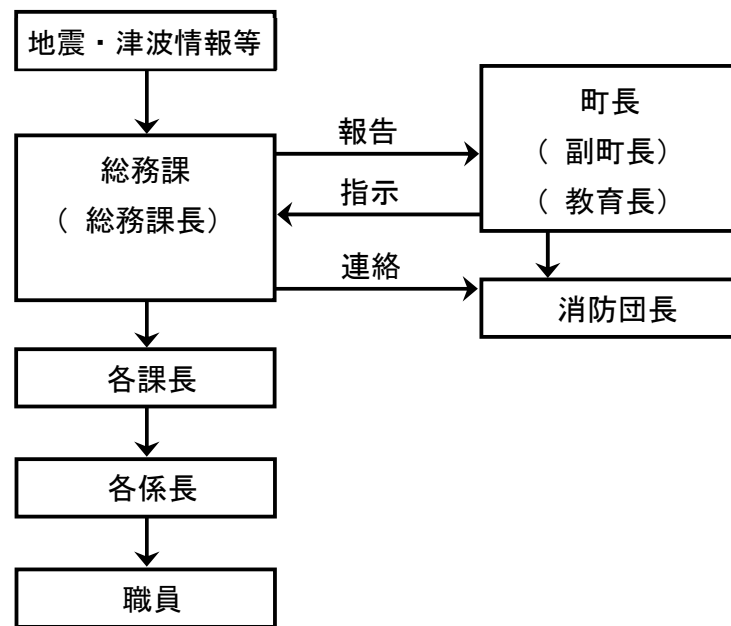 地震・津波情報等
総務課
（ 総務課長）
報告
指示
連絡
町長
（ 副町長）
（ 教育長）
消防団長
各課長
各係長
職員